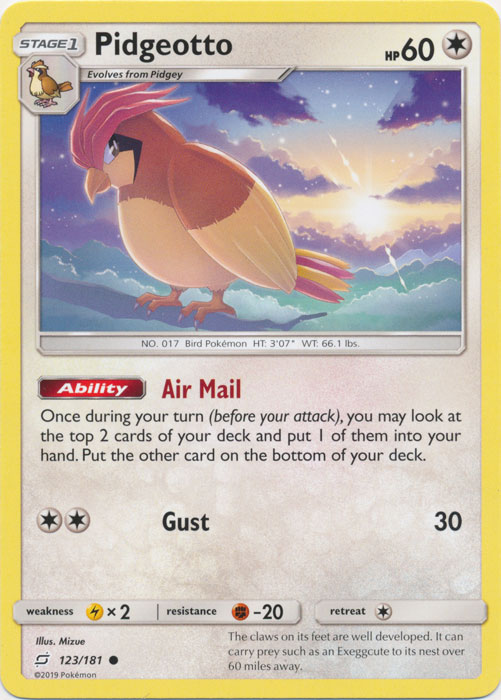 STAGE 1
Pidgeotto
HP 60
Evolves from Pidgey
NO. 017 Bird Pokémon HT: 3'07" WT: 66.1 lbs.
Ability Air Mail
Once during your turn (before your attack), you may look at
the top 2 cards of your deck and put 1 of them into your
hand. Put the other card on the bottom of your deck.
Gust 30
weakness × 2 resistance -20 retreat
Illus. Mizue
123/181
©2019 Pokémon
The claws on its feet are well developed. It can
carry prey such as an Exeggcute to its nest over
60 miles away.